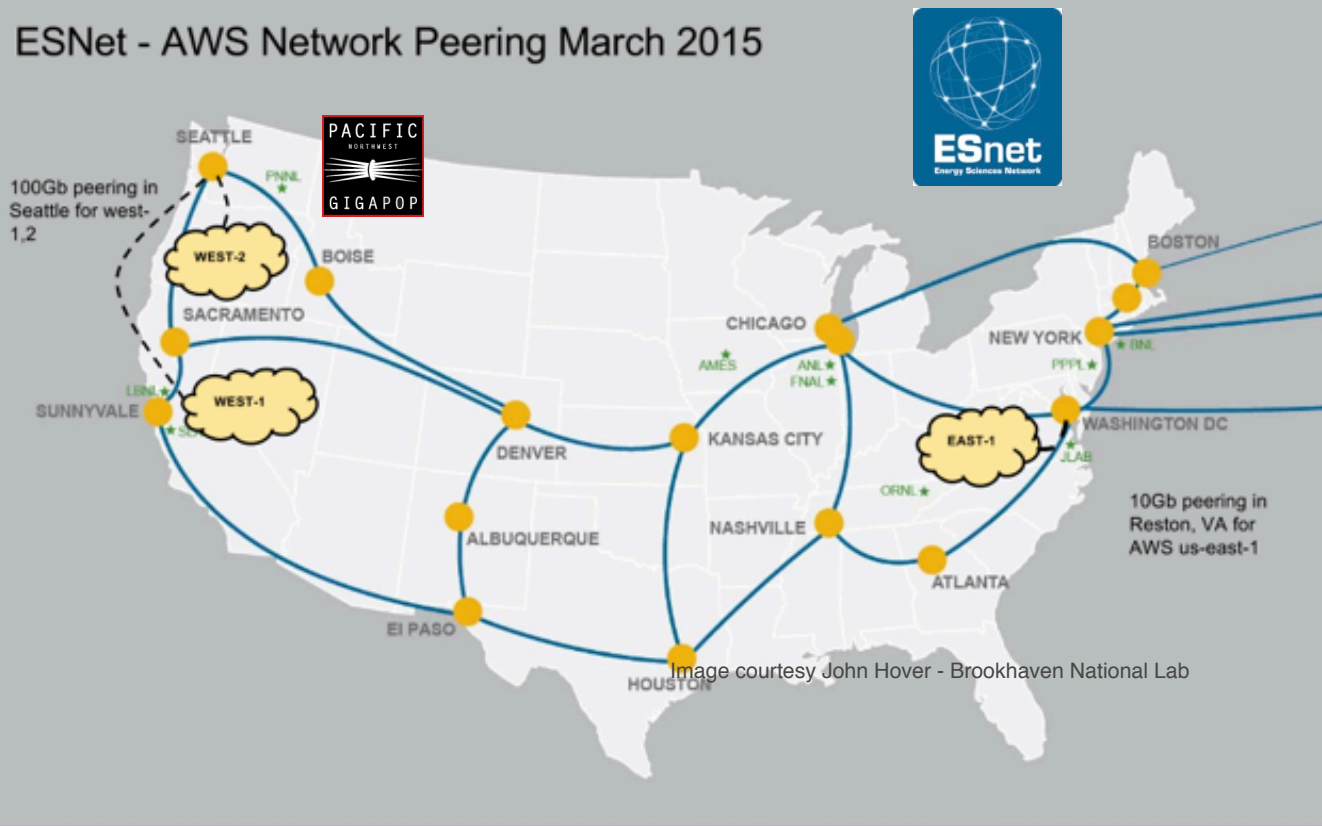 ESNet - AWS Network Peering March 2015
ESnet
Energy Sciences Network
PACIFIC
NORTHWEST
GIGAPOP
SEATTLE
PNNL
100Gb peering in
Seattle for west-
1,2
WEST-2
BOISE
BOSTON
SACRAMENTO
CHICAGO
NEW YORK
BNL
AMES
ANL
FNAL
PPPL
LBNL
SUNNYVALE
WEST-1
WASHINGTON DC
KANSAS CITY
EAST-1
DENVER
JLAB
ORNL
10Gb peering in
Reston, VA for
AWS us-east-1
NASHVILLE
ALBUQUERQUE
ATLANTA
El PASO
Image courtesy John Hover - Brookhaven National Lab
HOUSTON